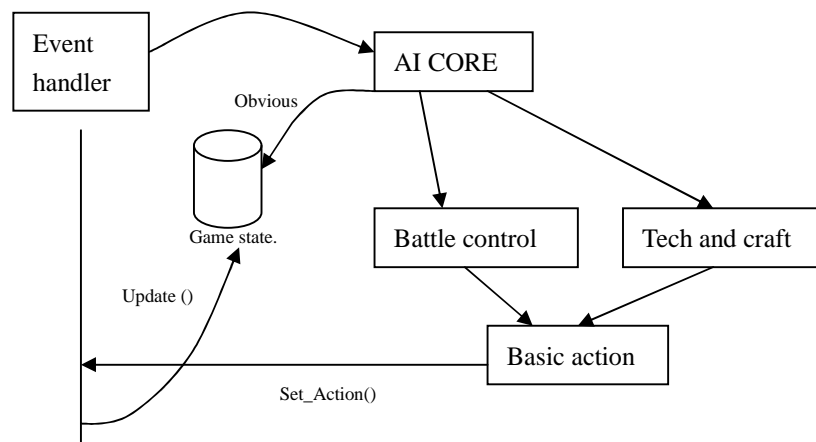 Event
handler
AI CORE
Obvious
Game state.
Battle control
Tech and craft
Update ()
Basic action
Set_Action()